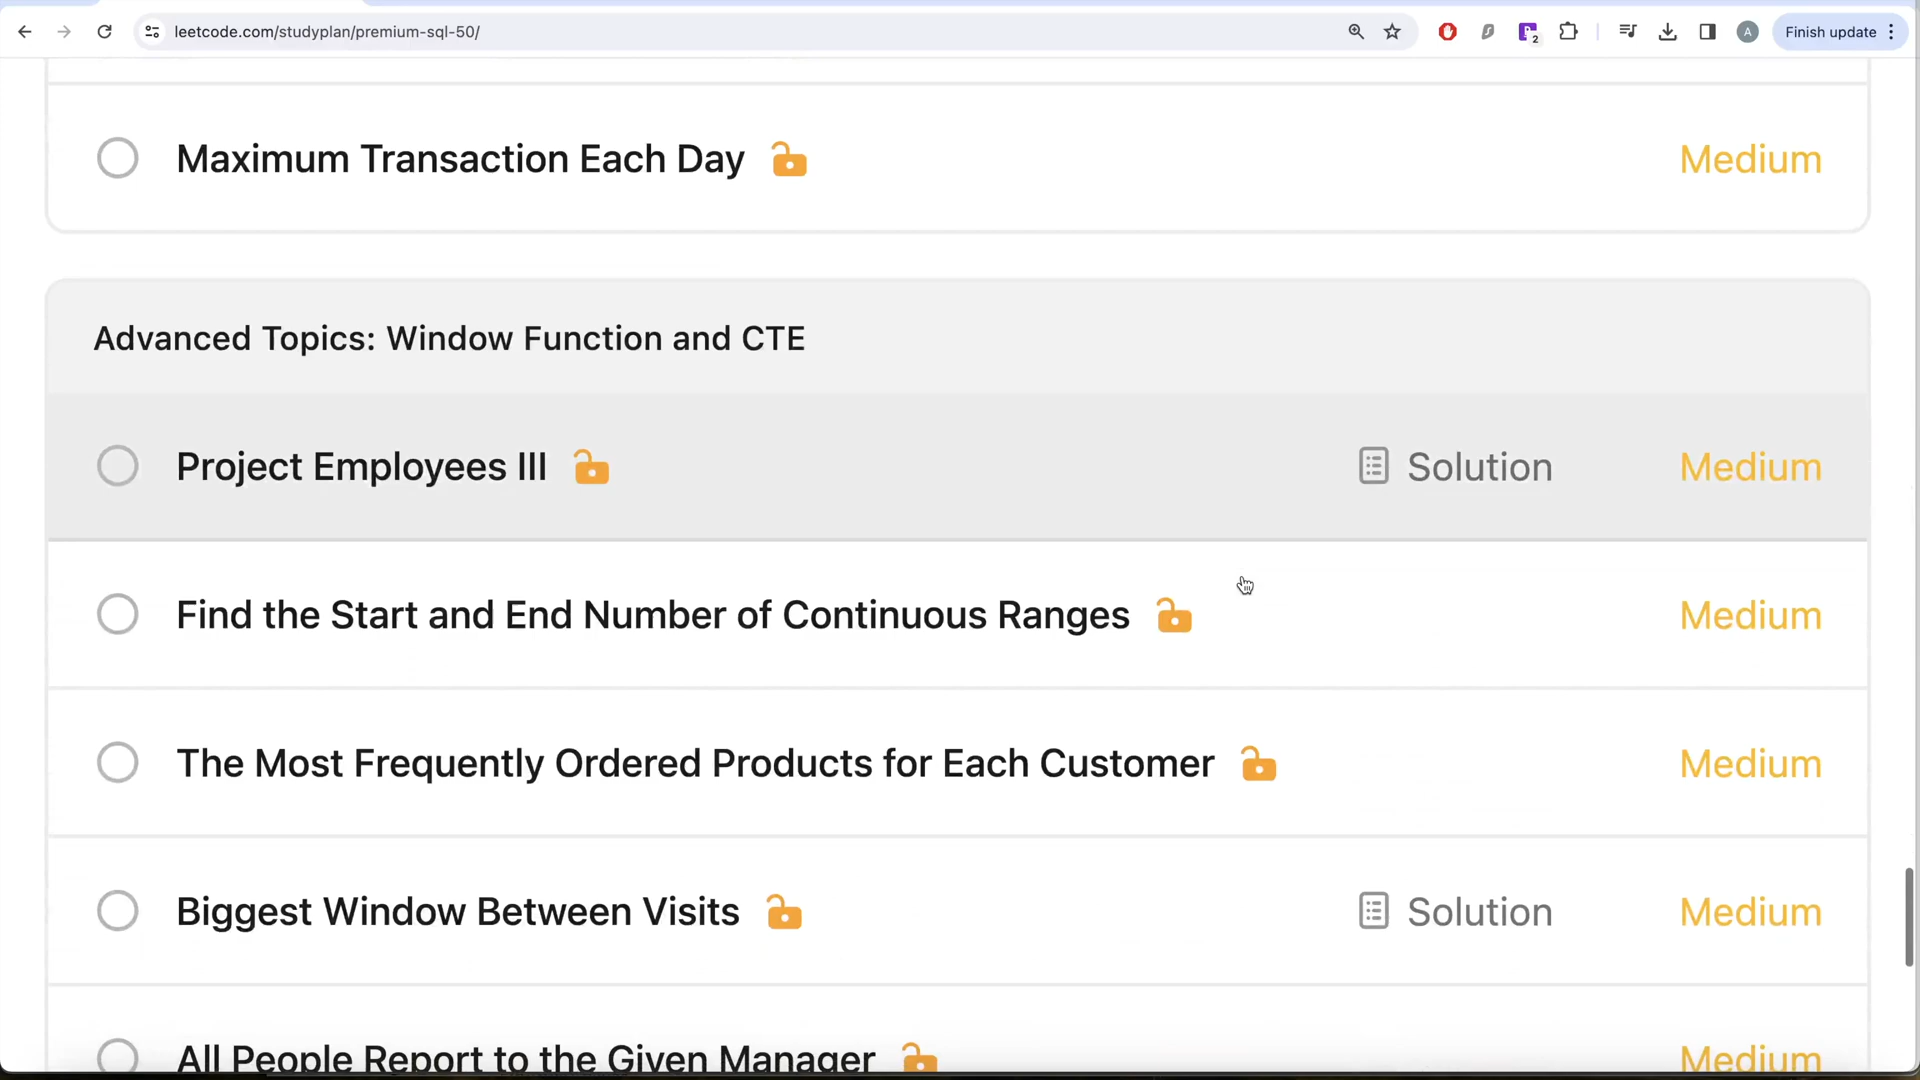 leetcode.com/studyplan/premium-sql-50/
2
A
Finish update
Maximum Transaction Each Day
Medium
Advanced Topics: Window Function and CTE
Project Employees III
Solution
Medium
Find the Start and End Number of Continuous Ranges
Medium
The Most Frequently Ordered Products for Each Customer
Medium
Biggest Window Between Visits
Solution
Medium
All People Report to the Given Manager
Medium